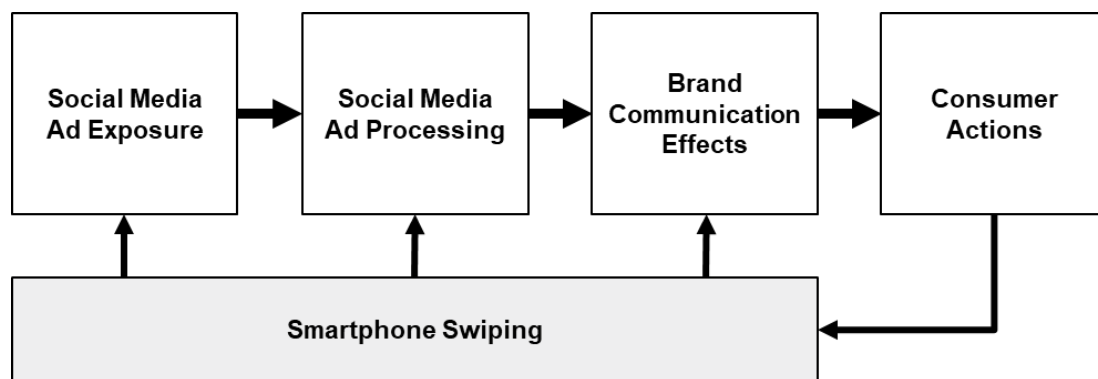 Social Media
Ad Exposure
Social Media
Ad Processing
Brand
Communication
Effects
Consumer
Actions
Smartphone Swiping